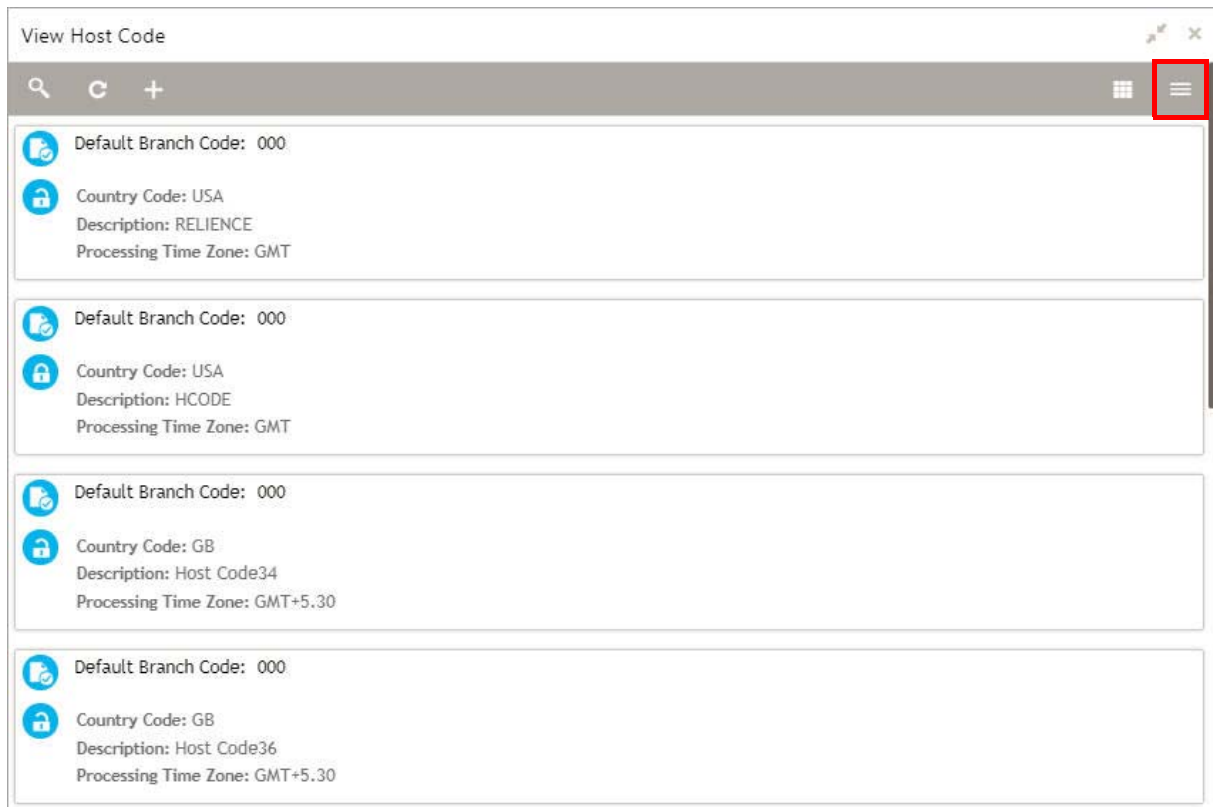 View Host Code
Default Branch Code: 000
Country Code: USA
Description: RELIENCE
Processing Time Zone: GMT
Default Branch Code: 000
Country Code: USA
Description: HCODE
Processing Time Zone: GMT
Default Branch Code: 000
Country Code: GB
Description: Host Code34
Processing Time Zone: GMT+5.30
Default Branch Code: 000
Country Code: GB
Description: Host Code36
Processing Time Zone: GMT+5.30